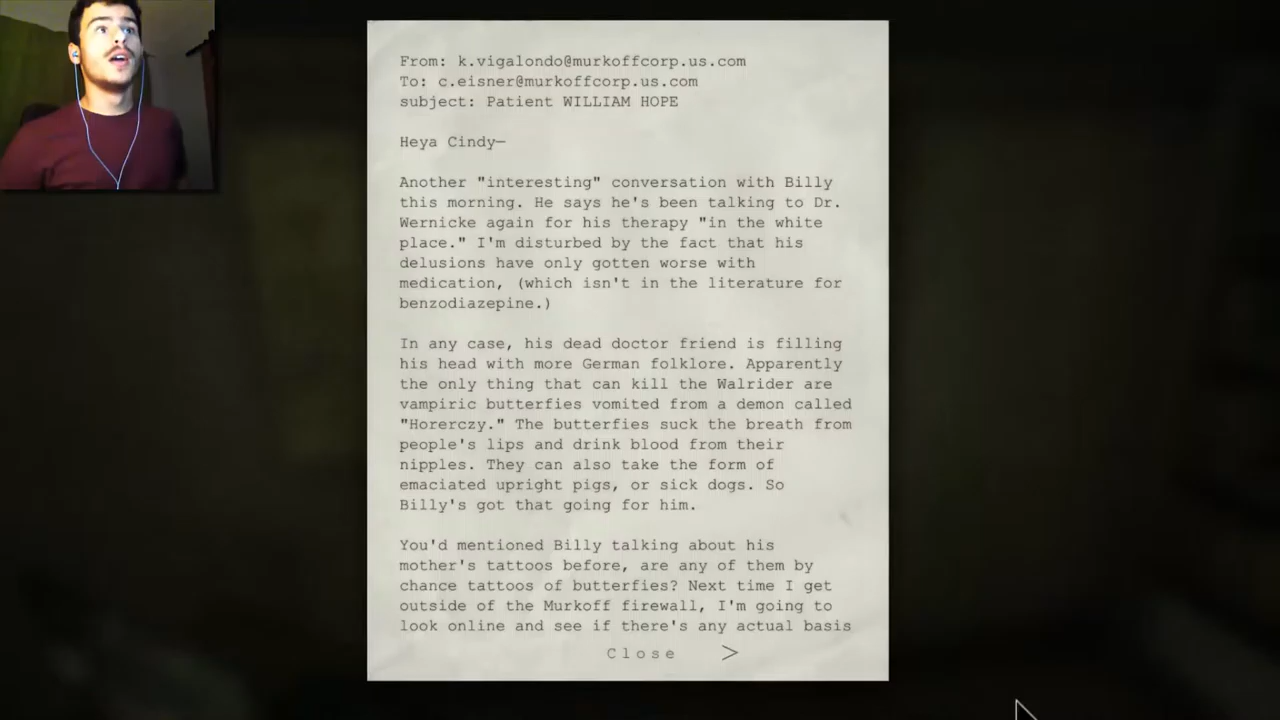 From: k.vigalondo@murkoffcorp.us.com
To: c.eisner@murkoffcorp.us.com
subject: Patient WILLIAM HOPE
Heya Cindy—
Another "interesting" conversation with Billy
this morning. He says he's been talking to Dr.
Wernicke again for his therapy "in the white
place." I'm disturbed by the fact that his
delusions have only gotten worse with
medication, (which isn't in the literature for
benzodiazepine.)
In any case, his dead doctor friend is filling
his head with more German folklore. Apparently
the only thing that can kill the Walrider are
vampiric butterfies vomited from a demon called
"Horerczy." The butterfies suck the breath from
people's lips and drink blood from their
nipples. They can also take the form of
emaciated upright pigs, or sick dogs. So
Billy's got that going for him.
You'd mentioned Billy talking about his
mother's tattoos before, are any of them by
chance tattoos of butterfies? Next time I get
outside of the Murkoff firewall, I'm going to
look online and see if there's any actual basis
Close >